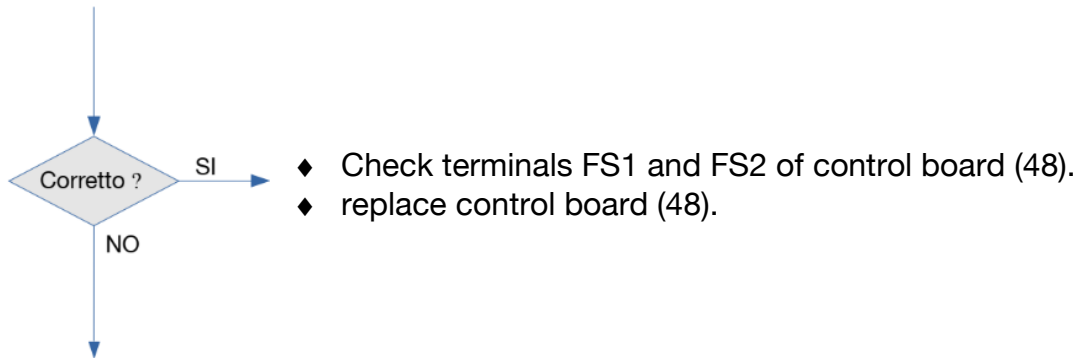 Corretto ?
SI
♦ Check terminals FS1 and FS2 of control board (48).
♦ replace control board (48).
NO